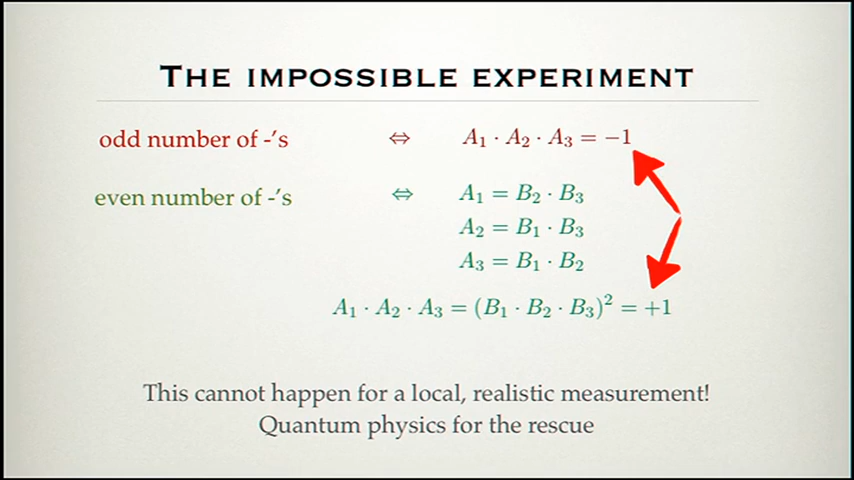 THE IMPOSSIBLE EXPERIMENT
odd number of -'s ⇔ A₁ · A₂ · A₃ = −1
even number of -'s ⇔ A₁ = B₂ · B₃
A₂ = B₁ · B₃
A₃ = B₁ · B₂
A₁ · A₂ · A₃ = (B₁ · B₂ · B₃)² = +1
This cannot happen for a local, realistic measurement!
Quantum physics for the rescue